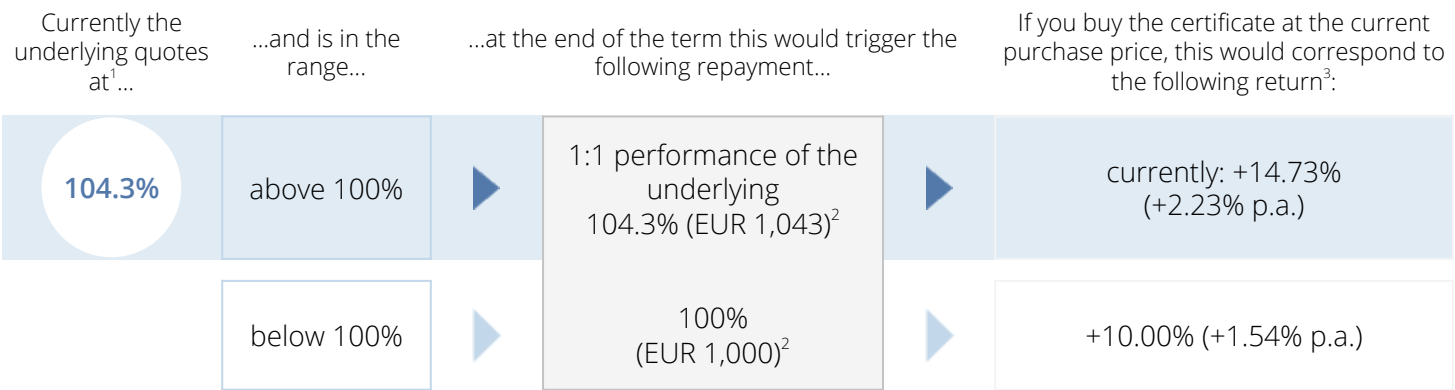 Currently the
underlying quotes
at¹...
...and is in the
range...
...at the end of the term this would trigger the
following repayment...
If you buy the certificate at the current
purchase price, this would correspond to
the following return³:
104.3%
above 100%
1:1 performance of the
underlying
104.3% (EUR 1,043)²
currently: +14.73%
(+2.23% p.a.)
below 100%
100%
(EUR 1,000)²
+10.00% (+1.54% p.a.)